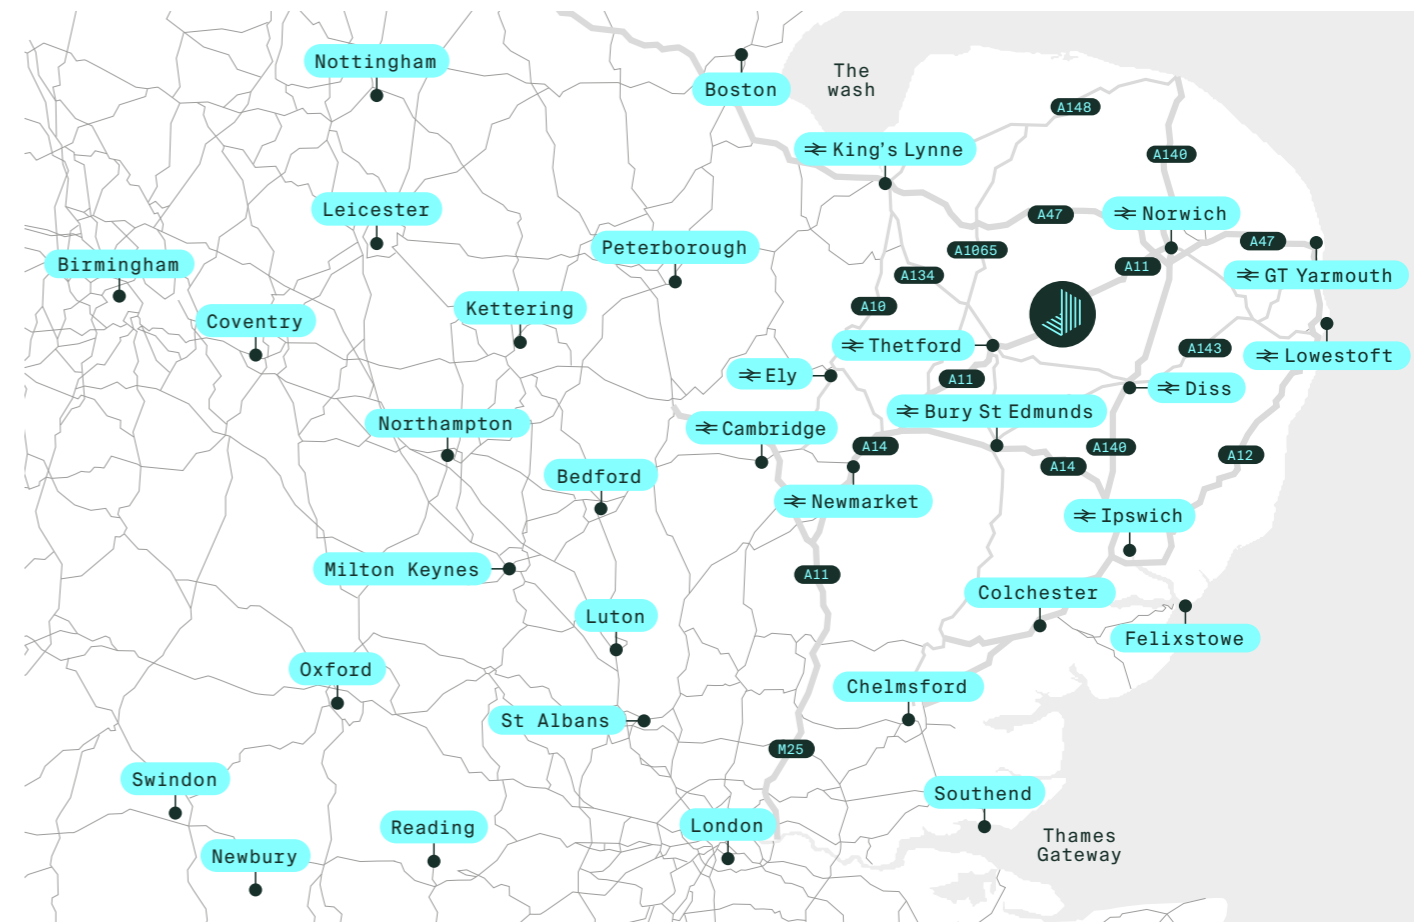 Nottingham
Boston
The
wash
A148
King's Lynne
A140
Leicester
A47
Norwich
Peterborough
A1065
A47
Birmingham
A134
A11
GT Yarmouth
Kettering
A10
Coventry
Thetford
A143
Lowestoft
Ely
A11
Diss
Bury St Edmunds
Northampton
Cambridge
A14
A140
A12
A14
Bedford
Newmarket
Ipswich
Milton Keynes
A11
Colchester
Luton
Felixstowe
Oxford
Chelmsford
St Albans
M25
Swindon
Southend
Reading
London
Thames
Gateway
Newbury